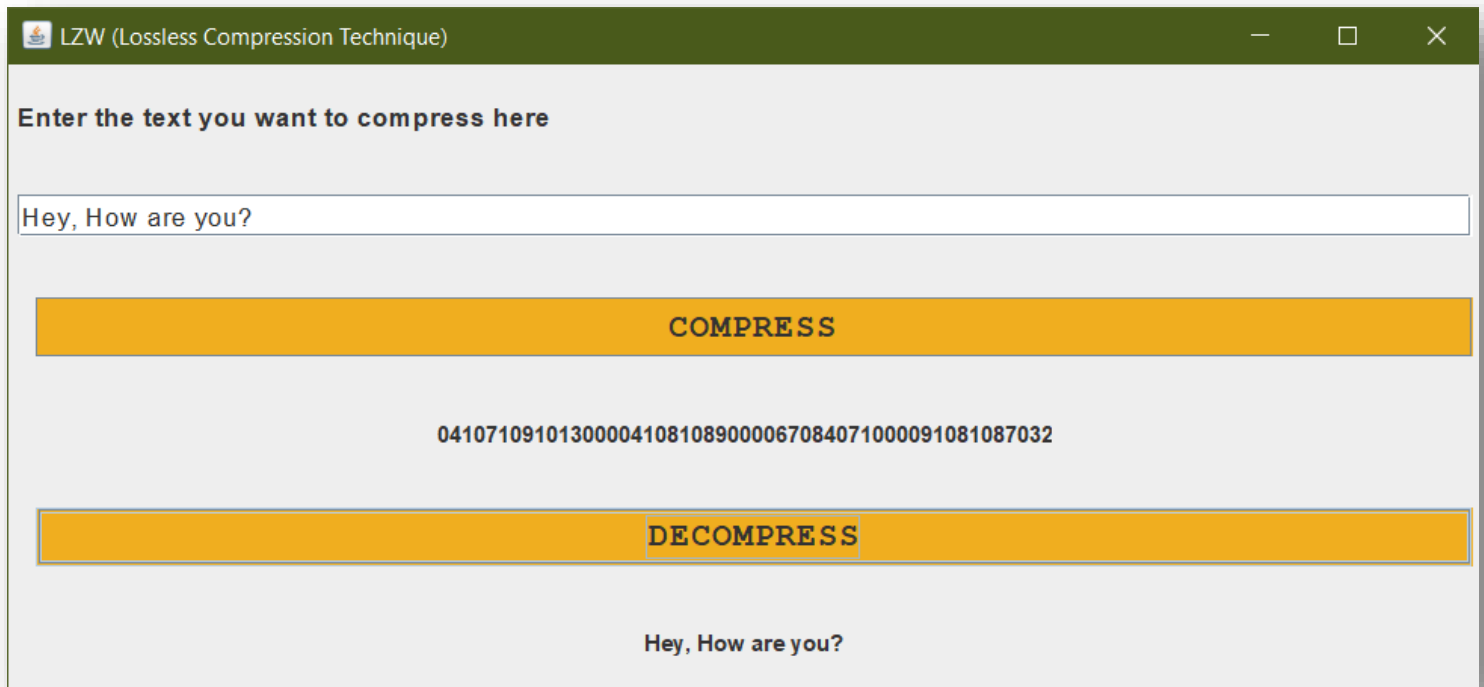 LZW (Lossless Compression Technique)
Enter the text you want to compress here
Hey, How are you?
COMPRESS
041071091013000041081089000067084071000091081087032
DECOMPRESS
Hey, How are you?